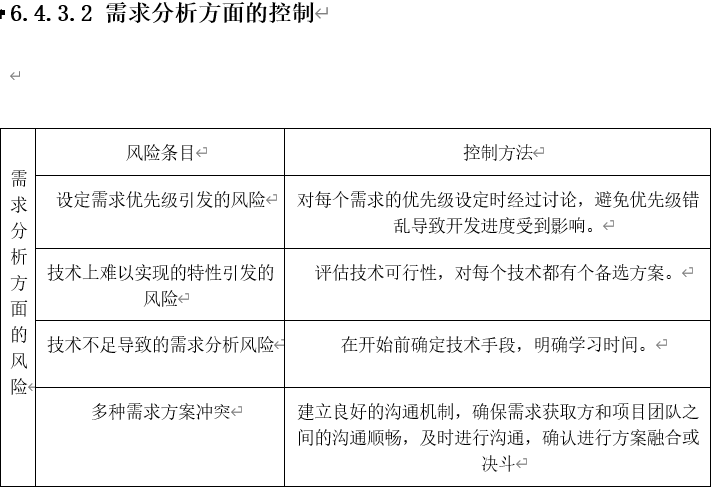 6.4.3.2 需求分析方面的控制
需求分析方面的风险
风险条目
控制方法
设定需求优先级引发的风险
对每个需求的优先级设定时经过讨论，避免优先级错
乱导致开发进度受到影响。
技术上难以实现的特性引发的
风险
评估技术可行性，对每个技术都有个备选方案。
技术不足导致的需求分析风险
在开始前确定技术手段，明确学习时间。
多种需求方案冲突
建立良好的沟通机制，确保需求获取方和项目团队之
间的沟通顺畅，及时进行沟通，确认进行方案融合或
决斗